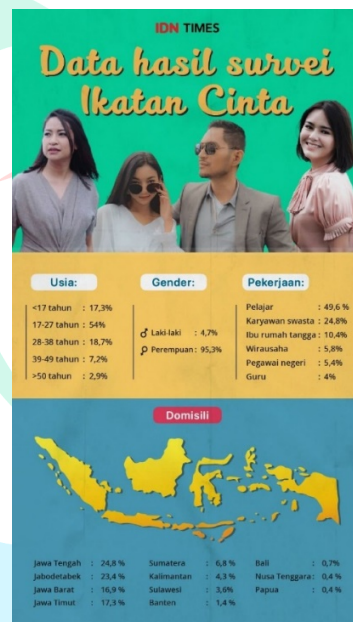 IDN TIMES
Data hasil survei
Ikatan Cinta
Usia:
<17 tahun : 17,3%
17-27 tahun : 54%
28-38 tahun : 18,7%
39-49 tahun : 7,2%
>50 tahun : 2,9%
Gender:
Laki-laki : 4,7%
Perempuan : 95,3%
Pekerjaan:
Pelajar : 49,6 %
Karyawan swasta : 24,8%
Ibu rumah tangga : 10,4%
Wirausaha : 5,8%
Pegawai negeri : 5,4%
Guru : 4%
Domisili
Jawa Tengah : 24,8 %
Jabodetabek : 23,4 %
Jawa Barat : 16,9 %
Jawa Timut : 17,3 %
Sumatera : 6,8 %
Kalimantan : 4,3 %
Sulawesi : 3,6%
Banten : 1,4 %
Bali : 0,7%
Nusa Tenggara : 0,4 %
Papua : 0,4 %